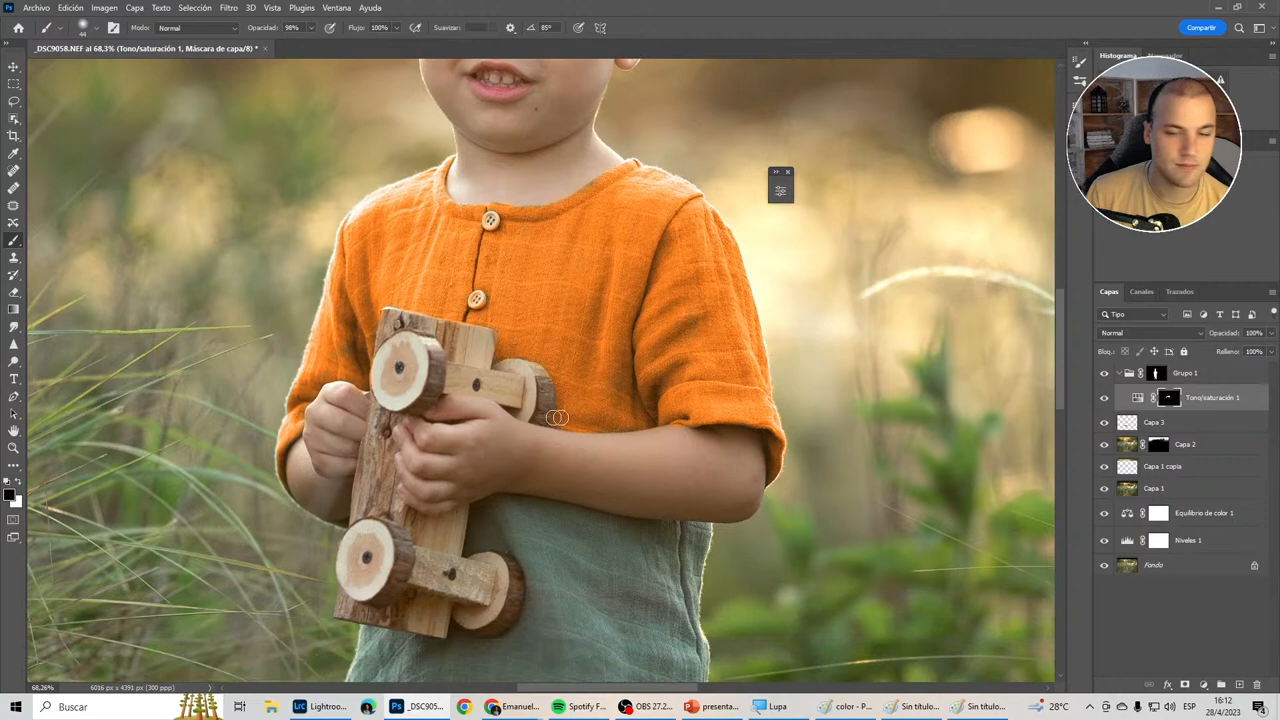 Archivo Edición Imagen Capa Texto Selección Filtro 3D Vista Plugins Ventana Ayuda
44 Modo: Normal Opacidad: 98% Flujo: 100% Suavizar: 85° Compartir
_DSC9058.NEF al 68,3% (Tono/saturación 1, Máscara de capa/8) *
Histograma
Capas Canales Trazados
Tipo
Normal Opacidad: 100%
Bloq.: Relleno: 100%
Grupo 1
Tono/saturación 1
Capa 3
Capa 2
Capa 1 copia
Capa 1
Equilibrio de color 1
Niveles 1
Fondo
68,26% 6016 px x 4391 px (300 ppp)
Buscar Lightroo... _DSC905... Emanuel... Spotify F... OBS 27.2... presenta... Lupa color - P... Sin título... Sin título... 28°C ESP 16:12
28/4/2023